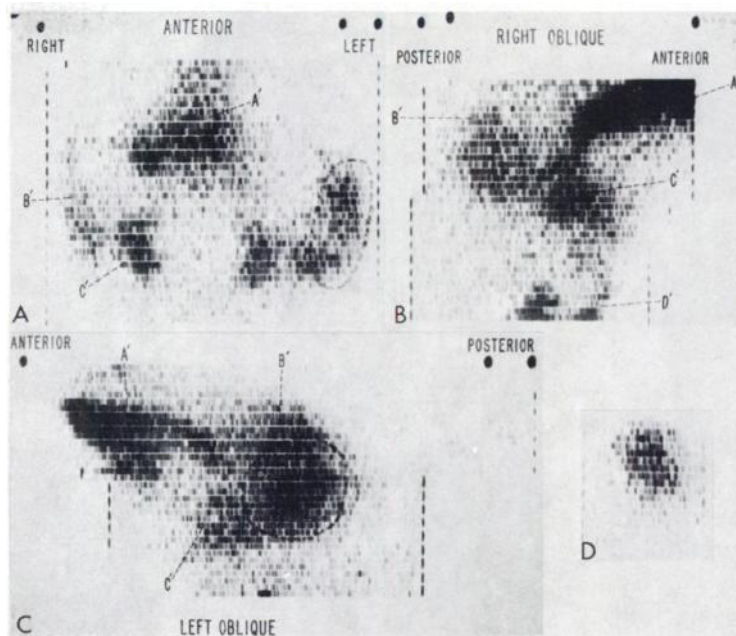 ANTERIOR
RIGHT
LEFT
A'
B'
C'
A
RIGHT OBLIQUE
POSTERIOR
ANTERIOR
A
B'
C'
D'
B
ANTERIOR
POSTERIOR
A'
B'
C
C
LEFT OBLIQUE
D